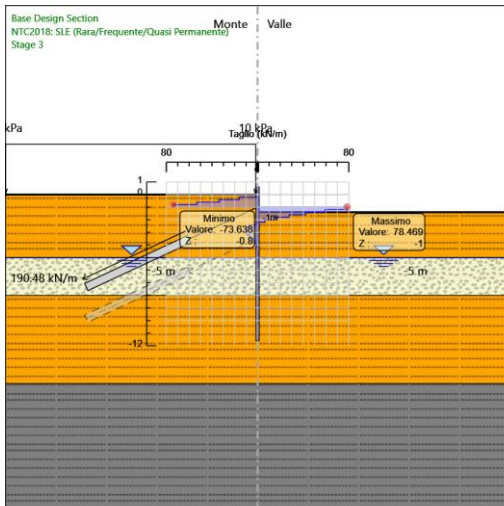 Base Design Section
NTC2018: SLE (Rara/Frequente/Quasi Permanente)
Stage 3
Monte
Valle
kPa
10 kPa
Taglio (kN/m)
80
0
80
1
0
-1m
Minimo
Valore: -73.638
Z : -0.8
Massimo
Valore: 78.469
Z : -1
190.48 kN/m
-5 m
-5 m
-12